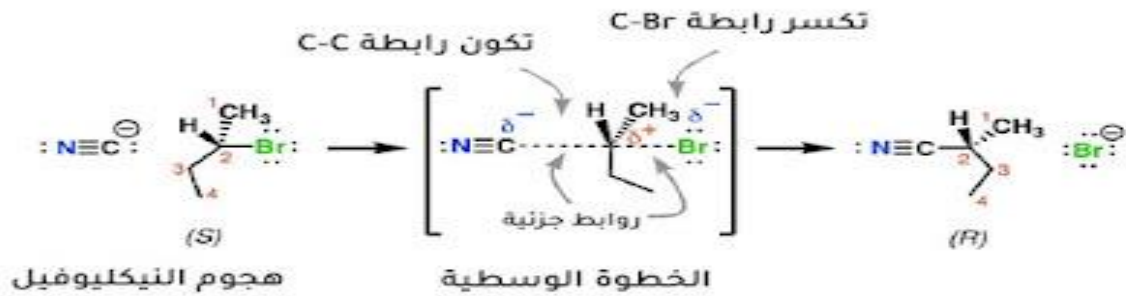 تكسر رابطة C-Br
تكون رابطة C-C
:N≡C:⊖ H 1 CH₃ 2 Br: 3 4
:N≡C δ⁻ H CH₃ δ⁺ δ⁻ Br:
N≡C H 1 CH₃ 2 3 4 :Br:⊖
روابط جزئية
(S) (R)
هجوم النيكليوفيل الخطوة الوسطية